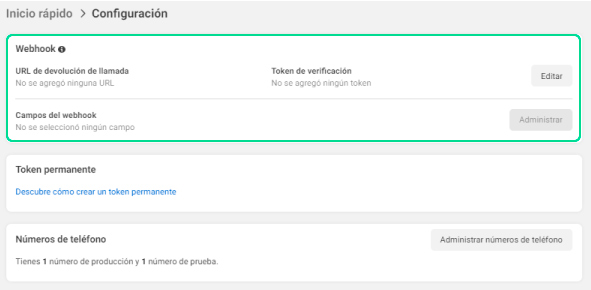 Inicio rápido > Configuración
Webhook
URL de devolución de llamada
No se agregó ninguna URL
Token de verificación
No se agregó ningún token
Editar
Campos del webhook
No se seleccionó ningún campo
Administrar
Token permanente
Descubre cómo crear un token permanente
Números de teléfono
Administrar números de teléfono
Tienes 1 número de producción y 1 número de prueba.